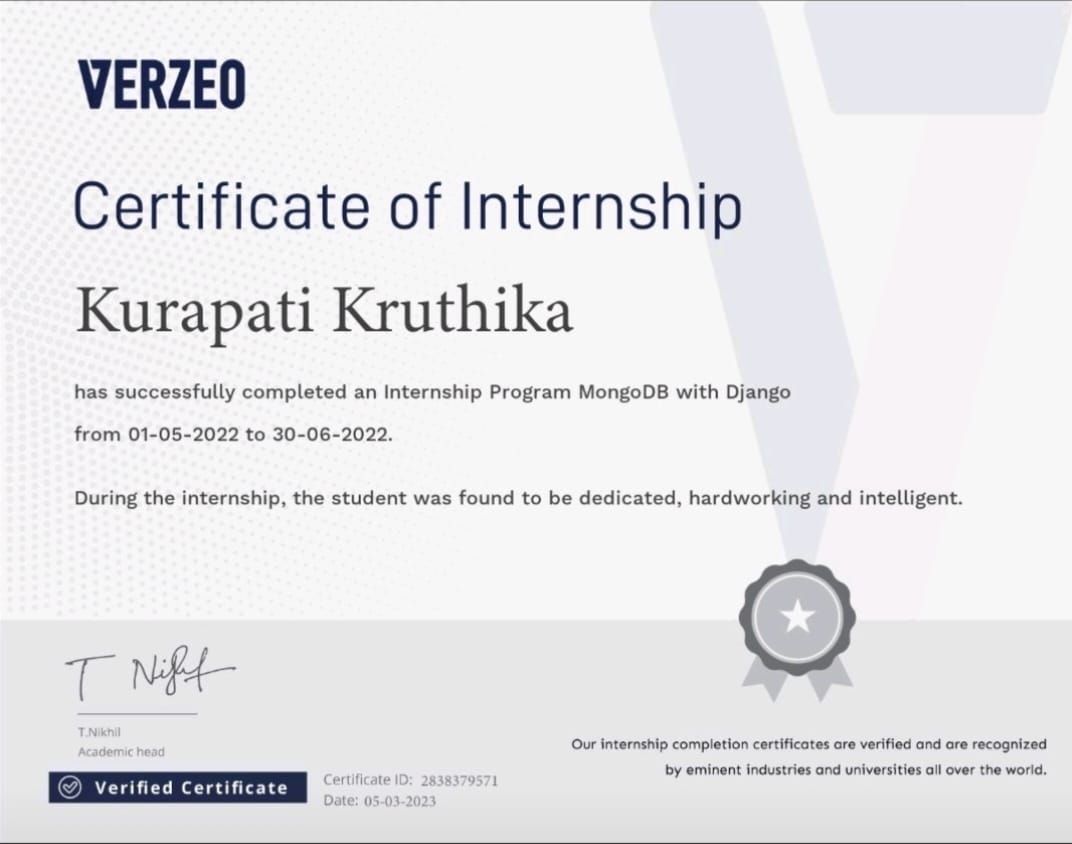 VERZEO
Certificate of Internship
Kurapati Kruthika
has successfully completed an Internship Program MongoDB with Django
from 01-05-2022 to 30-06-2022.
During the internship, the student was found to be dedicated, hardworking and intelligent.
T Nikhil
T.Nikhil
Academic head
Verified Certificate
Certificate ID: 2838379571
Date: 05-03-2023
Our internship completion certificates are verified and are recognized
by eminent industries and universities all over the world.